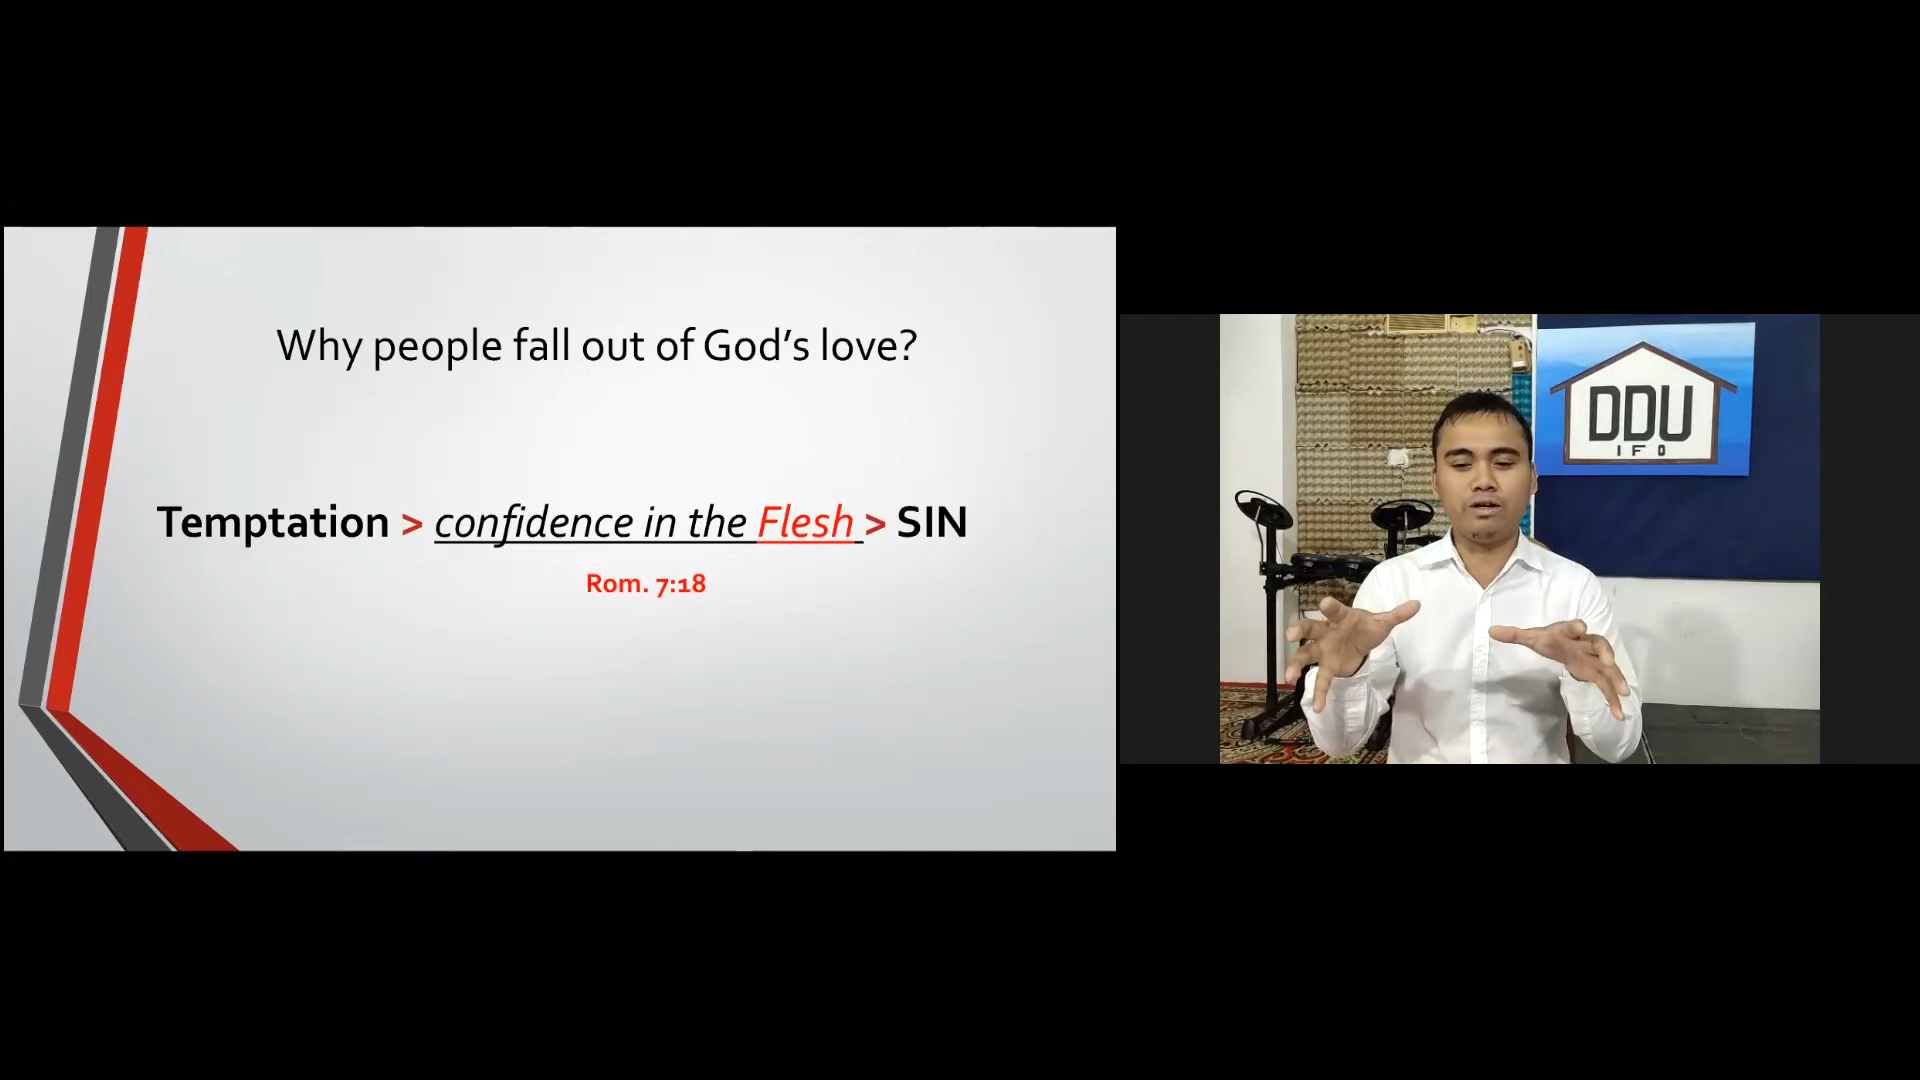 Why people fall out of God’s love?
Temptation > confidence in the Flesh > SIN
Rom. 7:18
DDU
IFO